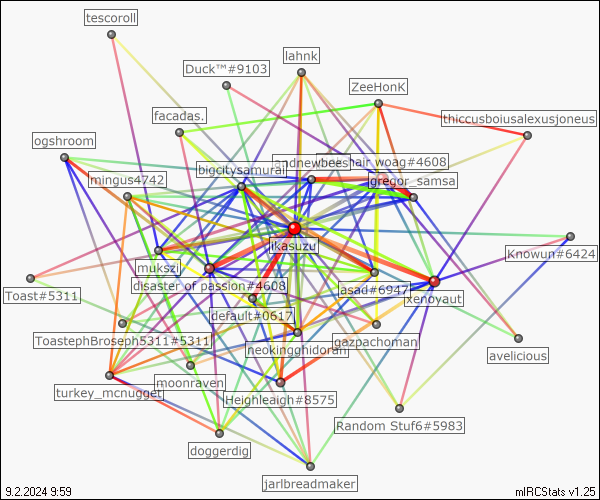 tescoroll
lahnk
Duck™#9103
ZeeHonK
facadas.
thiccusboiusalexusjoneus
ogshroom
andnewbees
hair_woag#4608
bigcitysamurai
mingus4742
gregor_samsa
ikasuzu
Knowun#6424
mukszil
disaster of passion#4608
asad#6947
Toast#5311
xenoyaut
default#0617
ToastephBroseph5311#5311
gazpachoman
neokingghidorah
avelicious
moonraven
turkey_mcnugget
Heighleigh#8575
Random Stuf6#5983
doggerdig
jarlbreadmaker
9.2.2024 9:59
mIRCStats v1.25